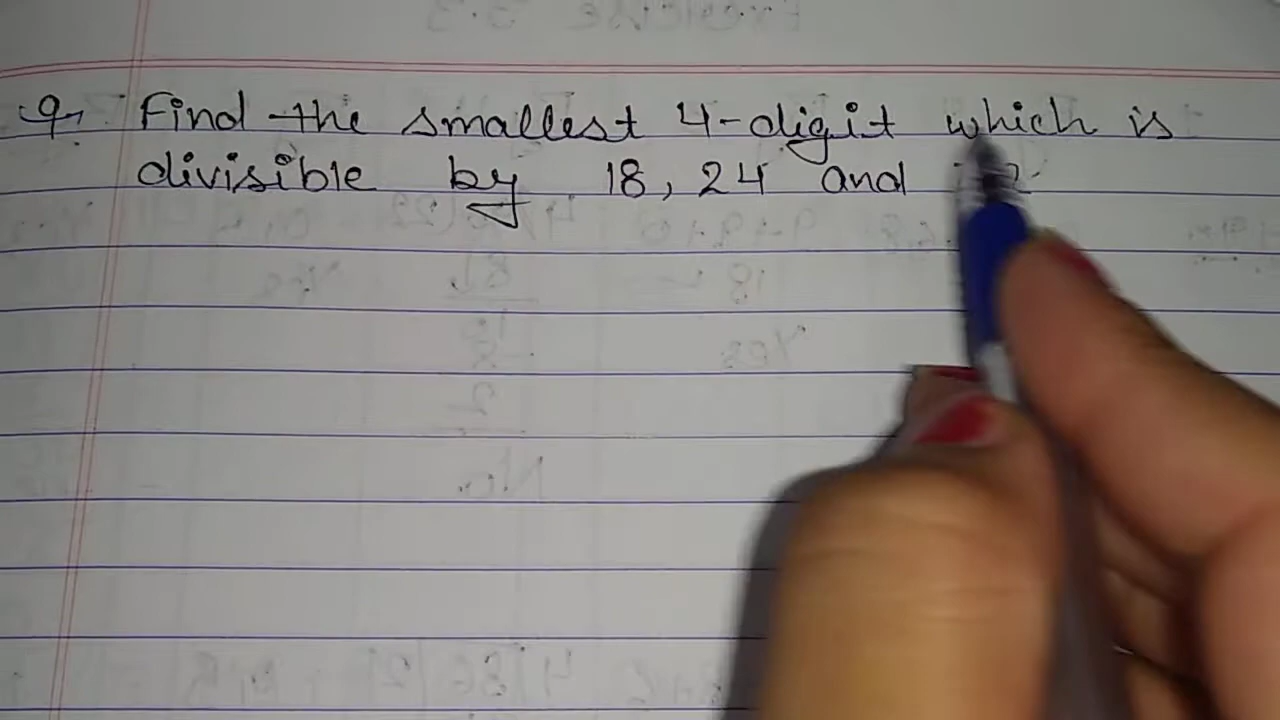 Q. Find the smallest 4-digit which is
divisible by 18, 24 and